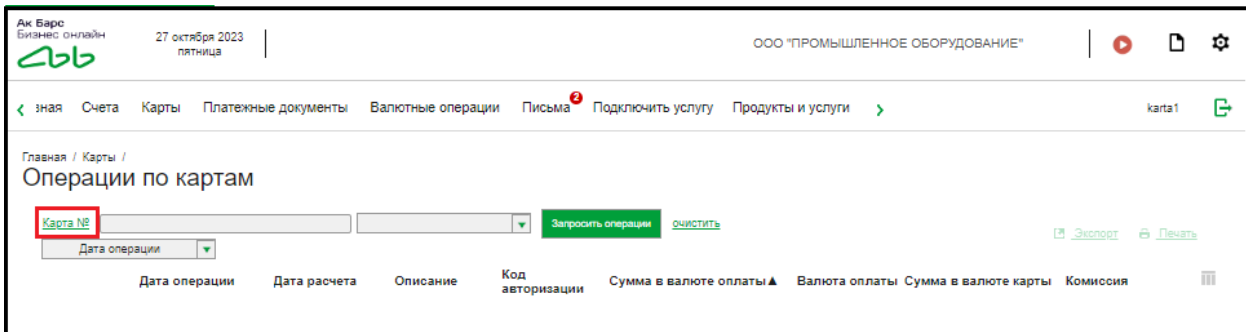 Ак Барс
Бизнес онлайн
27 октября 2023
пятница
ООО "ПРОМЫШЛЕННОЕ ОБОРУДОВАНИЕ"
вная Счета Карты Платежные документы Валютные операции Письма 2 Подключить услугу Продукты и услуги karta1
Главная / Карты /
Операции по картам
Карта № Запросить операции очистить
Экспорт Печать
Дата операции
Дата операции Дата расчета Описание Код авторизации Сумма в валюте оплаты▲ Валюта оплаты Сумма в валюте карты Комиссия